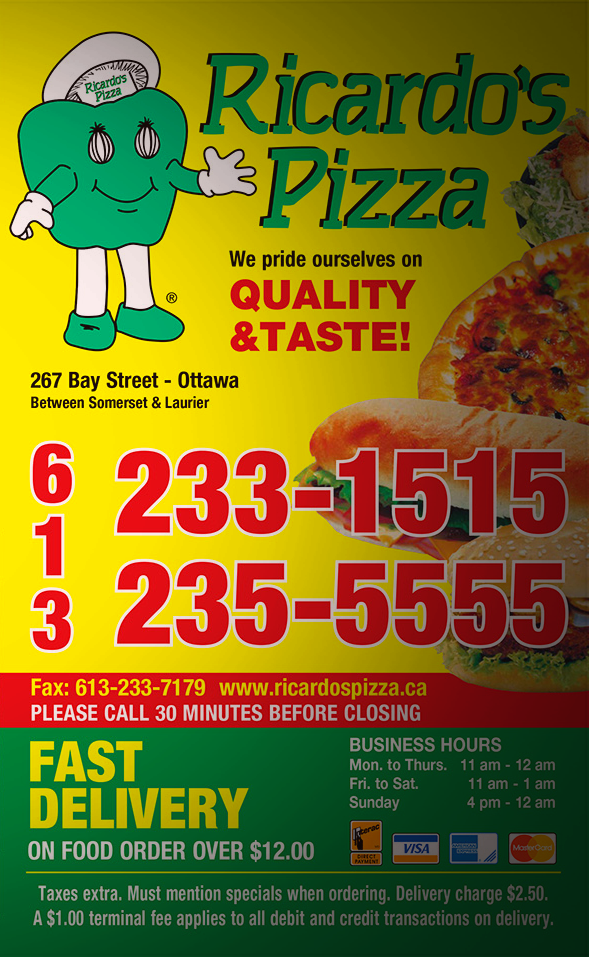 Ricardo's
Pizza
Ricardo's
Pizza
We pride ourselves on
QUALITY
&TASTE!
®
267 Bay Street - Ottawa
Between Somerset & Laurier
613
233-1515
235-5555
Fax: 613-233-7179 www.ricardospizza.ca
PLEASE CALL 30 MINUTES BEFORE CLOSING
FAST
DELIVERY
ON FOOD ORDER OVER $12.00
BUSINESS HOURS
Mon. to Thurs. 11 am - 12 am
Fri. to Sat. 11 am - 1 am
Sunday 4 pm - 12 am
Interac
DIRECT
PAYMENT
VISA
MasterCard
Taxes extra. Must mention specials when ordering. Delivery charge $2.50.
A $1.00 terminal fee applies to all debit and credit transactions on delivery.